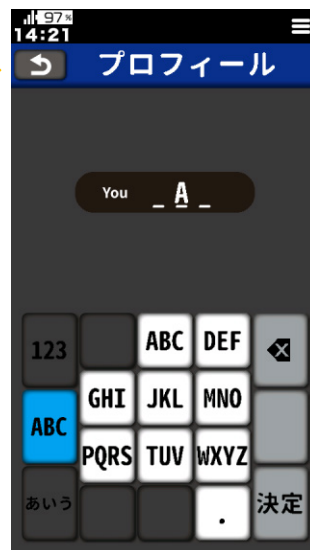 97%
14:21
プロフィール
You _ A _
123
ABC
DEF
GHI
JKL
MNO
ABC
PQRS
TUV
WXYZ
あいう
.
決定